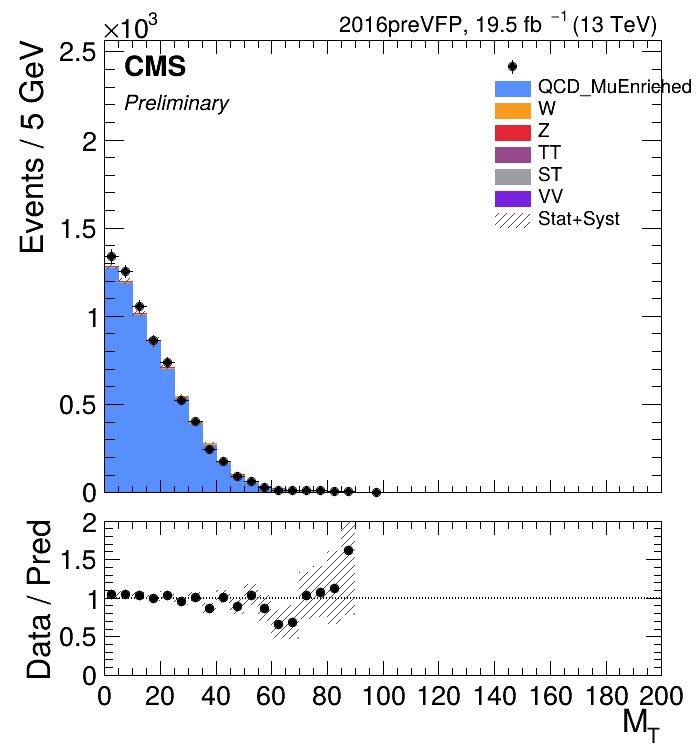 ×10³
2016preVFP, 19.5 fb⁻¹ (13 TeV)
CMS
Preliminary
QCD_MuEnriched
W
Z
TT
ST
VV
Stat+Syst
Events / 5 GeV
2.5
2
1.5
1
0.5
0
Data / Pred
2
1.5
1
0.5
0
0 20 40 60 80 100 120 140 160 180 200
M_T